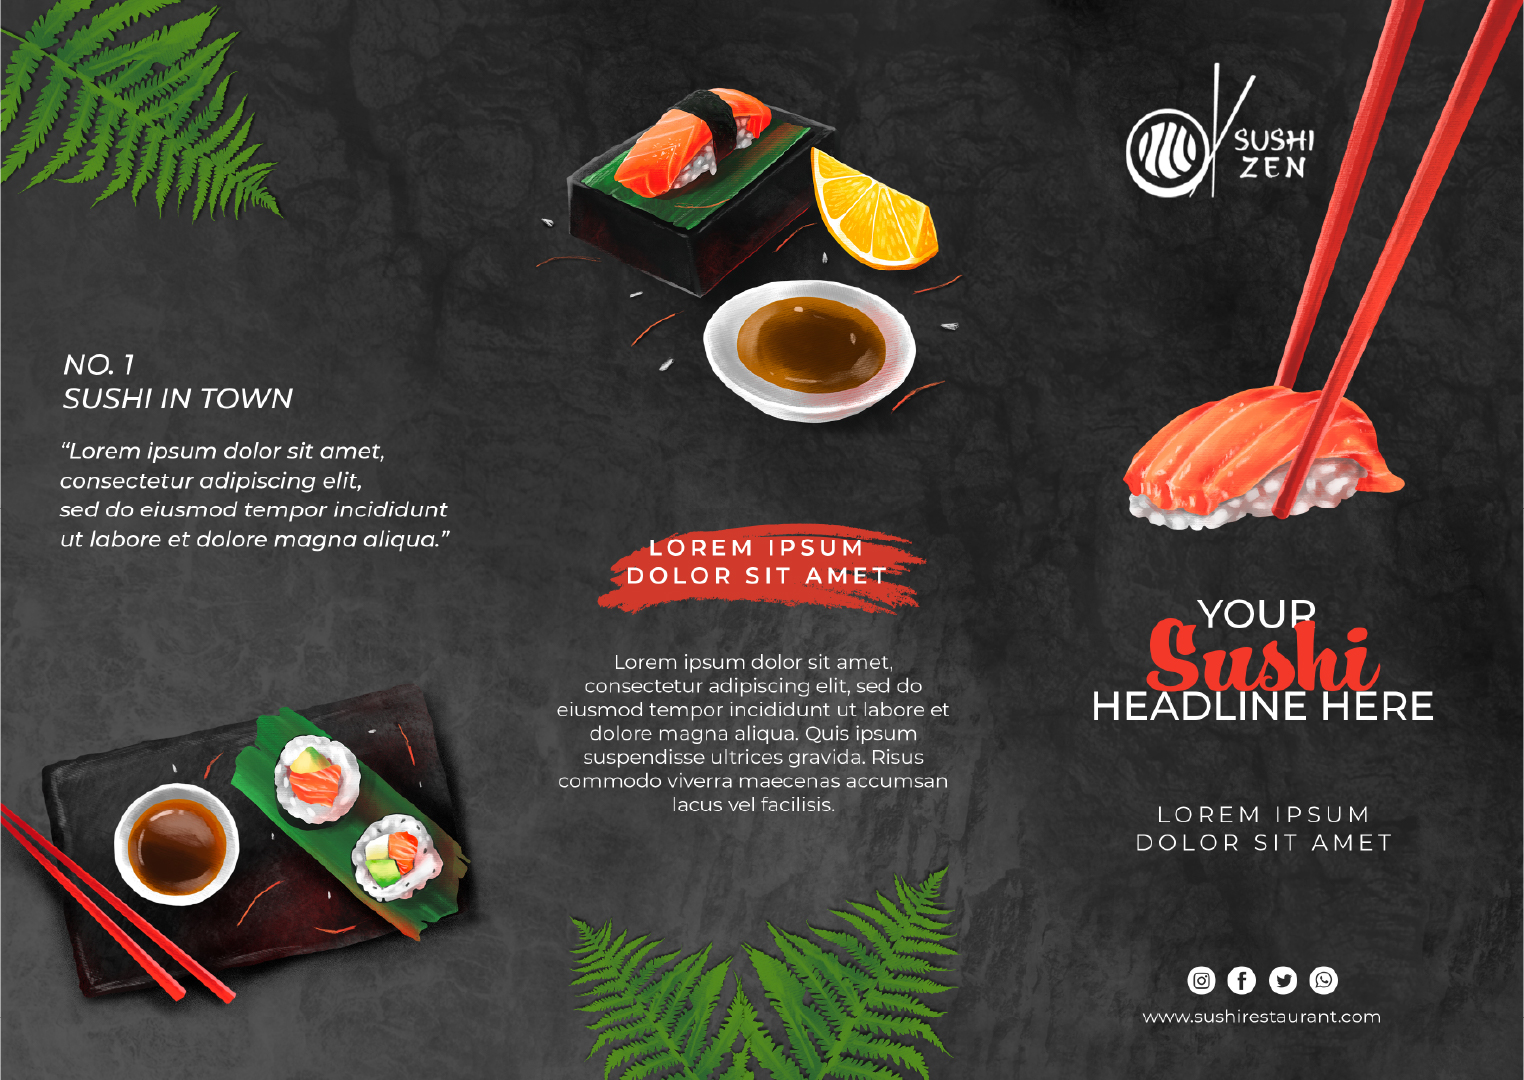 NO. 1
SUSHI IN TOWN
“Lorem ipsum dolor sit amet,
consectetur adipiscing elit,
sed do eiusmod tempor incididunt
ut labore et dolore magna aliqua.”
LOREM IPSUM
DOLOR SIT AMET
Lorem ipsum dolor sit amet,
consectetur adipiscing elit, sed do
eiusmod tempor incididunt ut labore et
dolore magna aliqua. Quis ipsum
suspendisse ultrices gravida. Risus
commodo viverra maecenas accumsan
lacus vel facilisis.
SUSHI
ZEN
YOUR
Sushi
HEADLINE HERE
LOREM IPSUM
DOLOR SIT AMET
www.sushirestaurant.com